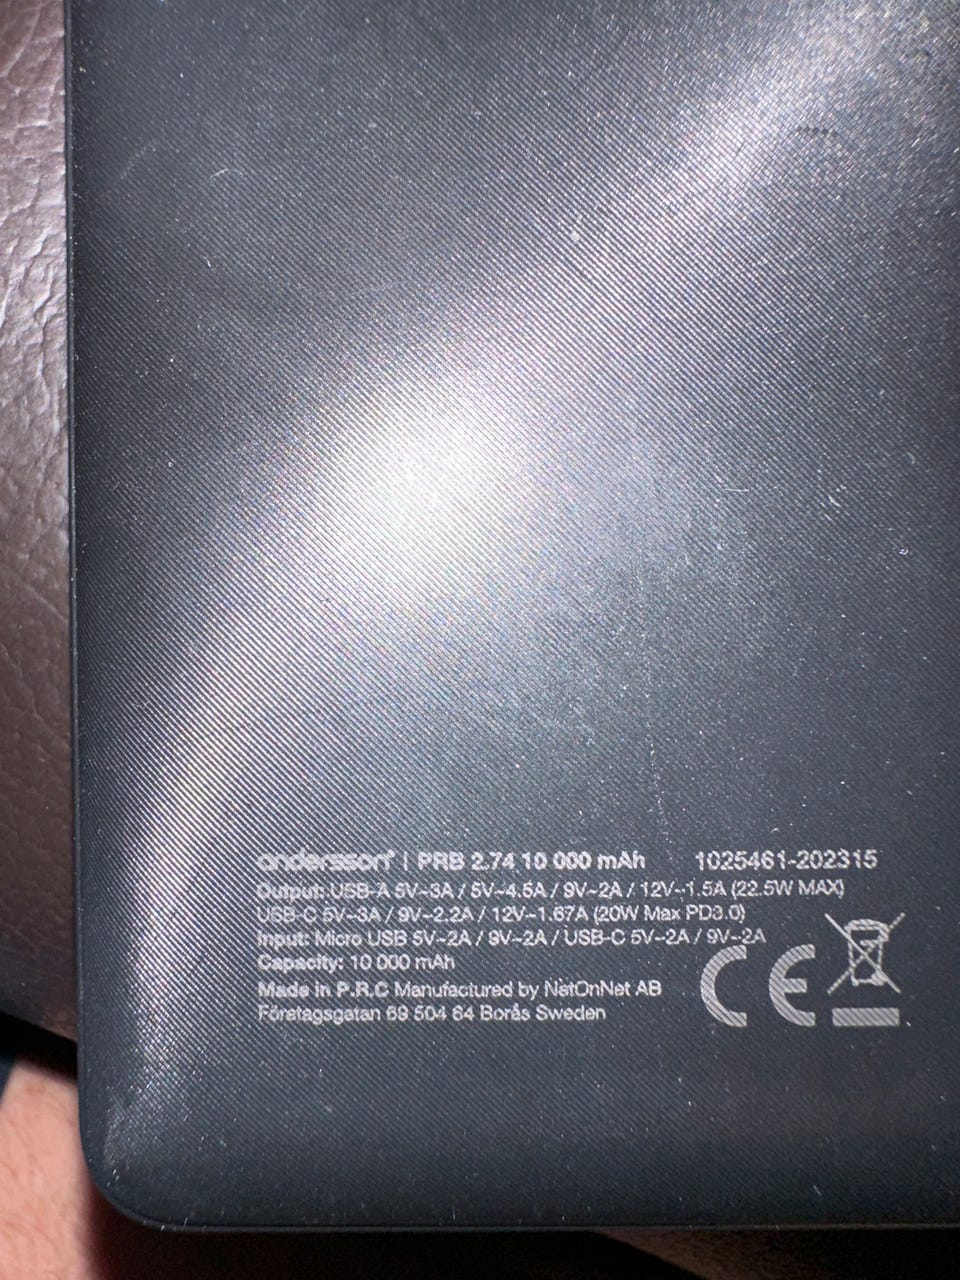 andersson | PRB 2.74 10 000 mAh 1025461-202315
Output: USB-A 5V⎓3A / 5V⎓4.5A / 9V⎓2A / 12V⎓1.5A (22.5W MAX)
USB-C 5V⎓3A / 9V⎓2.2A / 12V⎓1.67A (20W Max PD3.0)
Input: Micro USB 5V⎓2A / 9V⎓2A / USB-C 5V⎓2A / 9V⎓2A
Capacity: 10 000 mAh
Made in P.R.C Manufactured by NetOnNet AB
Företagsgatan 69 504 64 Borås Sweden
CE